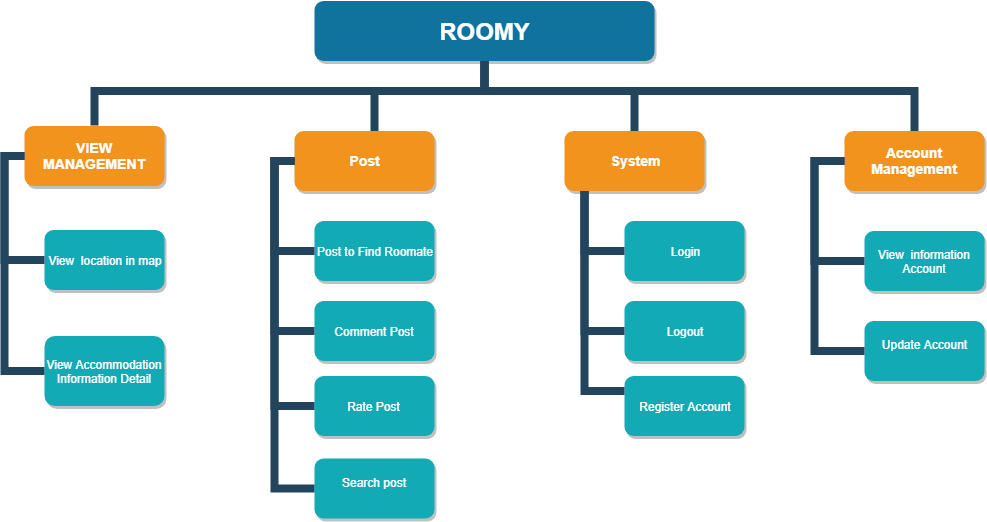 ROOMY
VIEW
MANAGEMENT
View location in map
View Accommodation
Information Detail
Post
Post to Find Roomate
Comment Post
Rate Post
Search post
System
Login
Logout
Register Account
Account
Management
View information
Account
Update Account